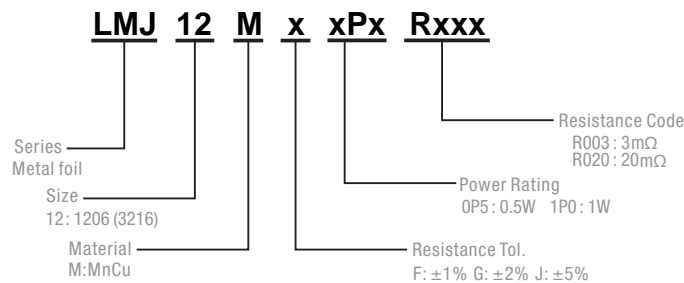 LMJ 12 M x xPx Rxxx
Resistance Code
R003 : 3mΩ
R020 : 20mΩ
Series
Metal foil
Power Rating
0P5 : 0.5W 1P0 : 1W
Size
12 : 1206 (3216)
Material
M:MnCu
Resistance Tol.
F: ±1% G: ±2% J: ±5%